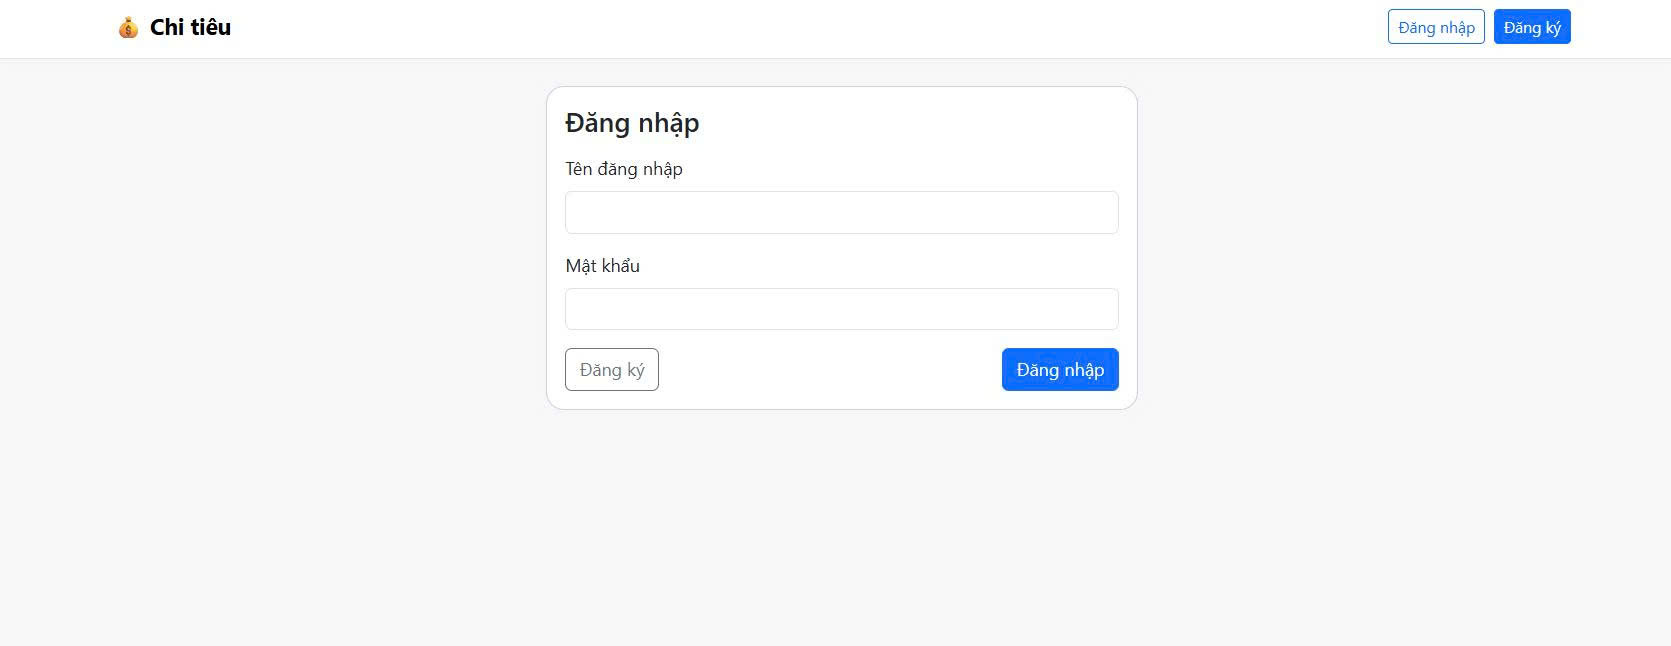 💰 Chi tiêu
Đăng nhập Đăng ký
Đăng nhập
Tên đăng nhập
Mật khẩu
Đăng ký Đăng nhập